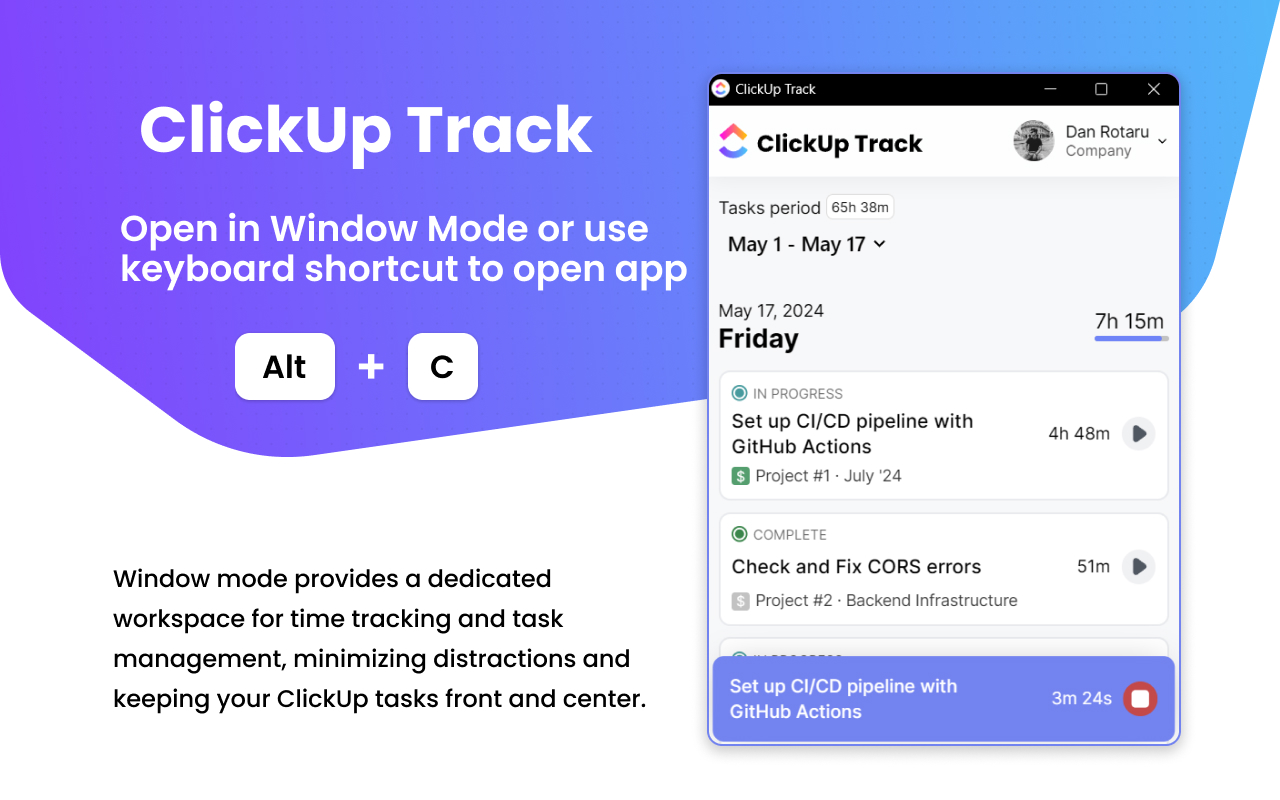 ClickUp Track
Open in Window Mode or use
keyboard shortcut to open app
Alt + C
Window mode provides a dedicated
workspace for time tracking and task
management, minimizing distractions and
keeping your ClickUp tasks front and center.
ClickUp Track
ClickUp Track
Dan Rotaru
Company
Tasks period 65h 38m
May 1 - May 17
May 17, 2024
Friday
7h 15m
IN PROGRESS
Set up CI/CD pipeline with
GitHub Actions
4h 48m
$ Project #1 · July '24
COMPLETE
Check and Fix CORS errors
51m
$ Project #2 · Backend Infrastructure
Set up CI/CD pipeline with
GitHub Actions
3m 24s